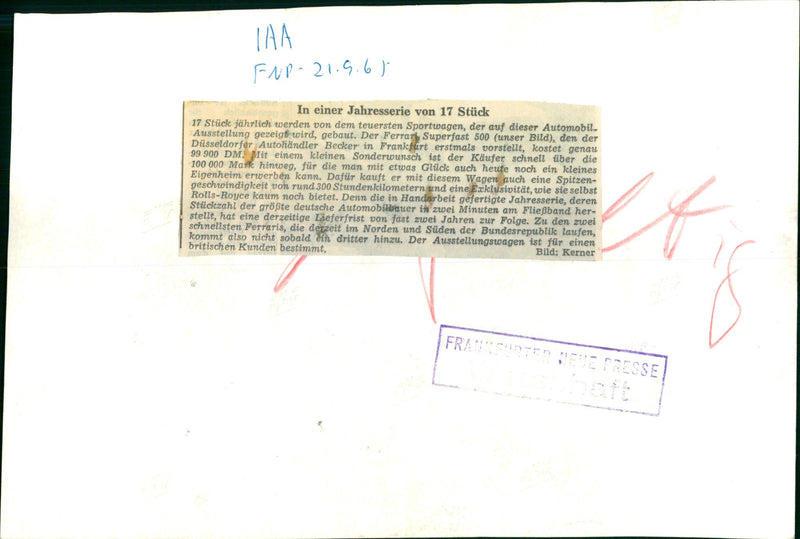 IAA
FNP - 21.9.65
In einer Jahresserie von 17 Stück
17 Stück jährlich werden von dem teuersten Sportwagen, der auf dieser Automobil-
Ausstellung gezeigt wird, gebaut. Der Ferrari Superfast 500 (unser Bild), den der
Düsseldorfer Autohändler Becker in Frankfurt erstmals vorstellt, kostet genau
99 900 DM. Mit einem kleinen Sonderwunsch ist der Käufer schnell über die
100 000 Mark hinweg, für die man mit etwas Glück auch heute noch ein kleines
Eigenheim erwerben kann. Dafür kauft er mit diesem Wagen auch eine Spitzen-
geschwindigkeit von rund 300 Stundenkilometern und eine Exklusivität, wie sie selbst
Rolls-Royce kaum noch bietet. Denn die in Handarbeit gefertigte Jahresserie, deren
Stückzahl der größte deutsche Automobilbauer in zwei Minuten am Fließband her-
stellt, hat eine derzeitige Lieferfrist von fast zwei Jahren zur Folge. Zu den zwei
schnellsten Ferraris, die derzeit im Norden und Süden der Bundesrepublik laufen,
kommt also nicht sobald ein dritter hinzu. Der Ausstellungswagen ist für einen
britischen Kunden bestimmt. Bild: Kerner
FRANKFURTER NEUE PRESSE
Wirtschaft